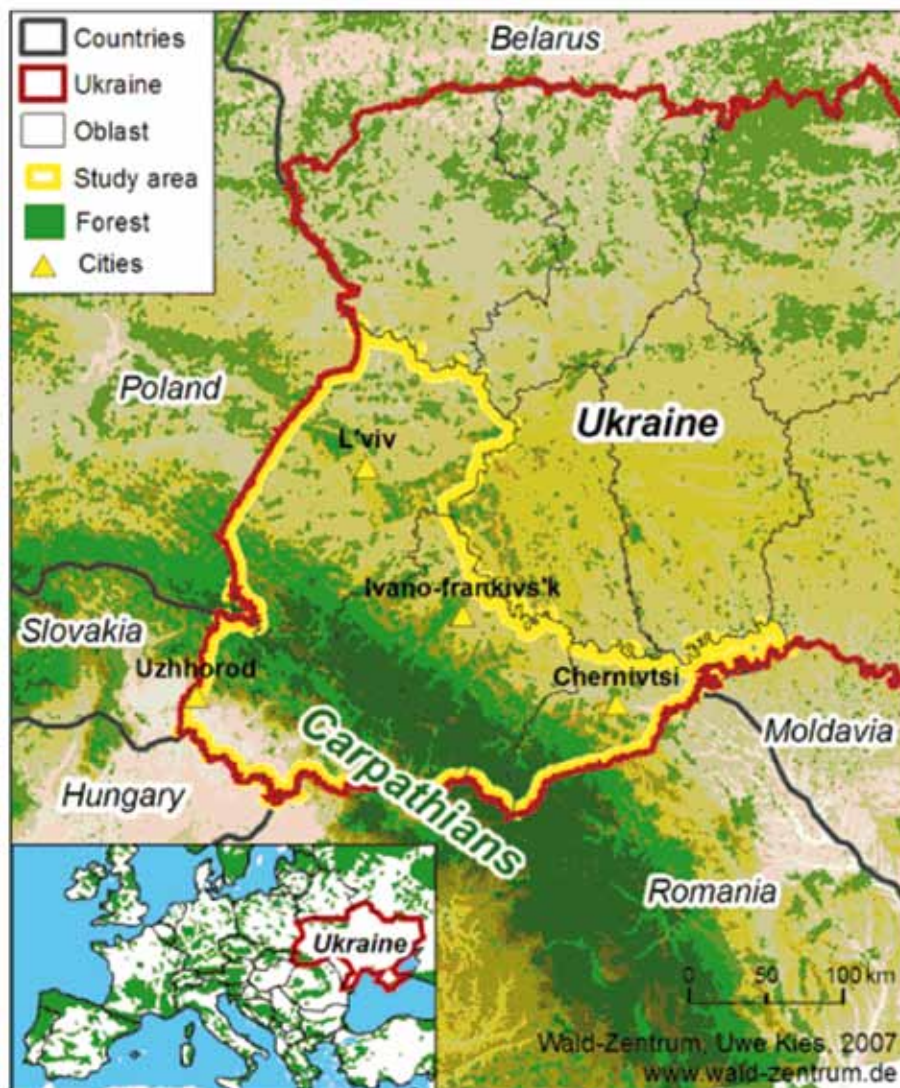 Countries
Ukraine
Oblast
Study area
Forest
Cities
Belarus
Poland
Ukraine
L'viv
Ivano-frankivs'k
Slovakia
Uzhhorod
Chernivtsi
Carpathians
Moldavia
Hungary
Romania
Ukraine
0 50 100 km
Wald-Zentrum, Uwe Kies, 2007
www.wald-zentrum.de